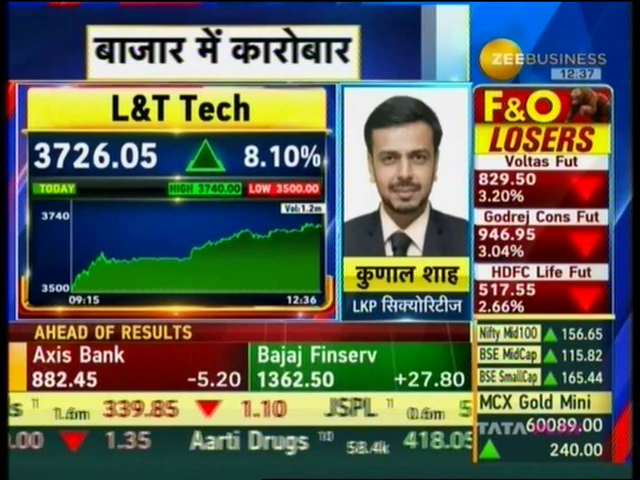 बाजार में कारोबार
ZEEBUSINESS
12:37
L&T Tech
3726.05 8.10%
TODAY HIGH 3740.00 LOW 3500.00
Vol:1.2m
3740
3500
09:15 12:36
कुणाल शाह
LKP सिक्योरिटीज
F&O
LOSERS
Voltas Fut
829.50
3.20%
Godrej Cons Fut
946.95
3.04%
HDFC Life Fut
517.55
2.66%
AHEAD OF RESULTS
Axis Bank
882.45 -5.20
Bajaj Finserv
1362.50 +27.80
Nifty Mid100 156.65
BSE MidCap 115.82
BSE SmallCap 165.44
MCX Gold Mini
60089.00
240.00
TATA
339.85 1.10 JSPL
1.35 Aarti Drugs 58.4k 418.05